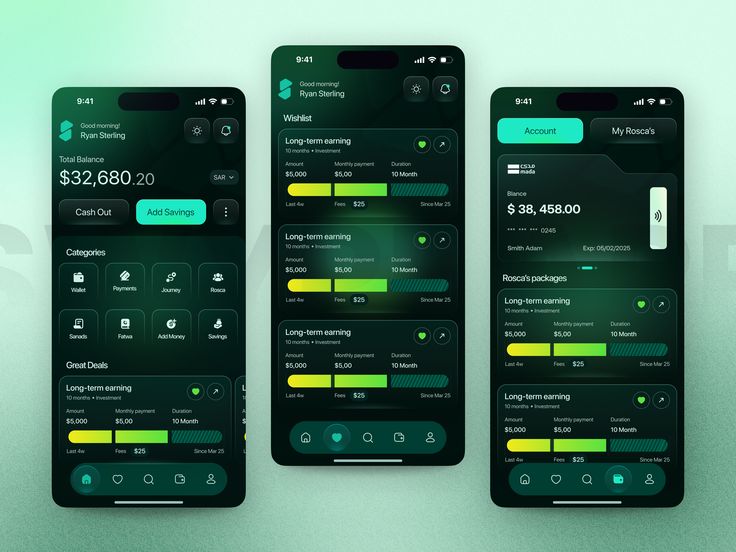 9:41
Good morning!
Ryan Sterling
Total Balance
$32,680.20
SAR
Cash Out
Add Savings
Categories
Wallet
Payments
Journey
Rosca
Sanads
Fatwa
Add Money
Savings
Great Deals
Long-term earning
10 months • Investment
Amount Monthly payment Duration
$5,000 $5,00 10 Month
Last 4w Fees $25 Since Mar 25
9:41
Good morning!
Ryan Sterling
Wishlist
Long-term earning
10 months • Investment
Amount Monthly payment Duration
$5,000 $5,00 10 Month
Last 4w Fees $25 Since Mar 25
Long-term earning
10 months • Investment
Amount Monthly payment Duration
$5,000 $5,00 10 Month
Last 4w Fees $25 Since Mar 25
Long-term earning
10 months • Investment
Amount Monthly payment Duration
$5,000 $5,00 10 Month
Last 4w Fees $25 Since Mar 25
9:41
Account
My Rosca's
mada
Blance
$ 38, 458.00
*** *** *** 0245
Smith Adam Exp: 05/02/2025
Rosca's packages
Long-term earning
10 months • Investment
Amount Monthly payment Duration
$5,000 $5,00 10 Month
Last 4w Fees $25 Since Mar 25
Long-term earning
10 months • Investment
Amount Monthly payment Duration
$5,000 $5,00 10 Month
Last 4w Fees $25 Since Mar 25